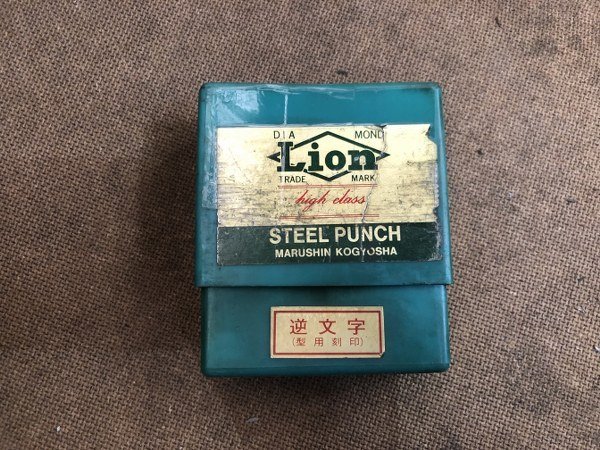 DIA MOND
Lion
TRADE MARK
high class
STEEL PUNCH
MARUSHIN KOGYOSHA
逆文字
(型用刻印)